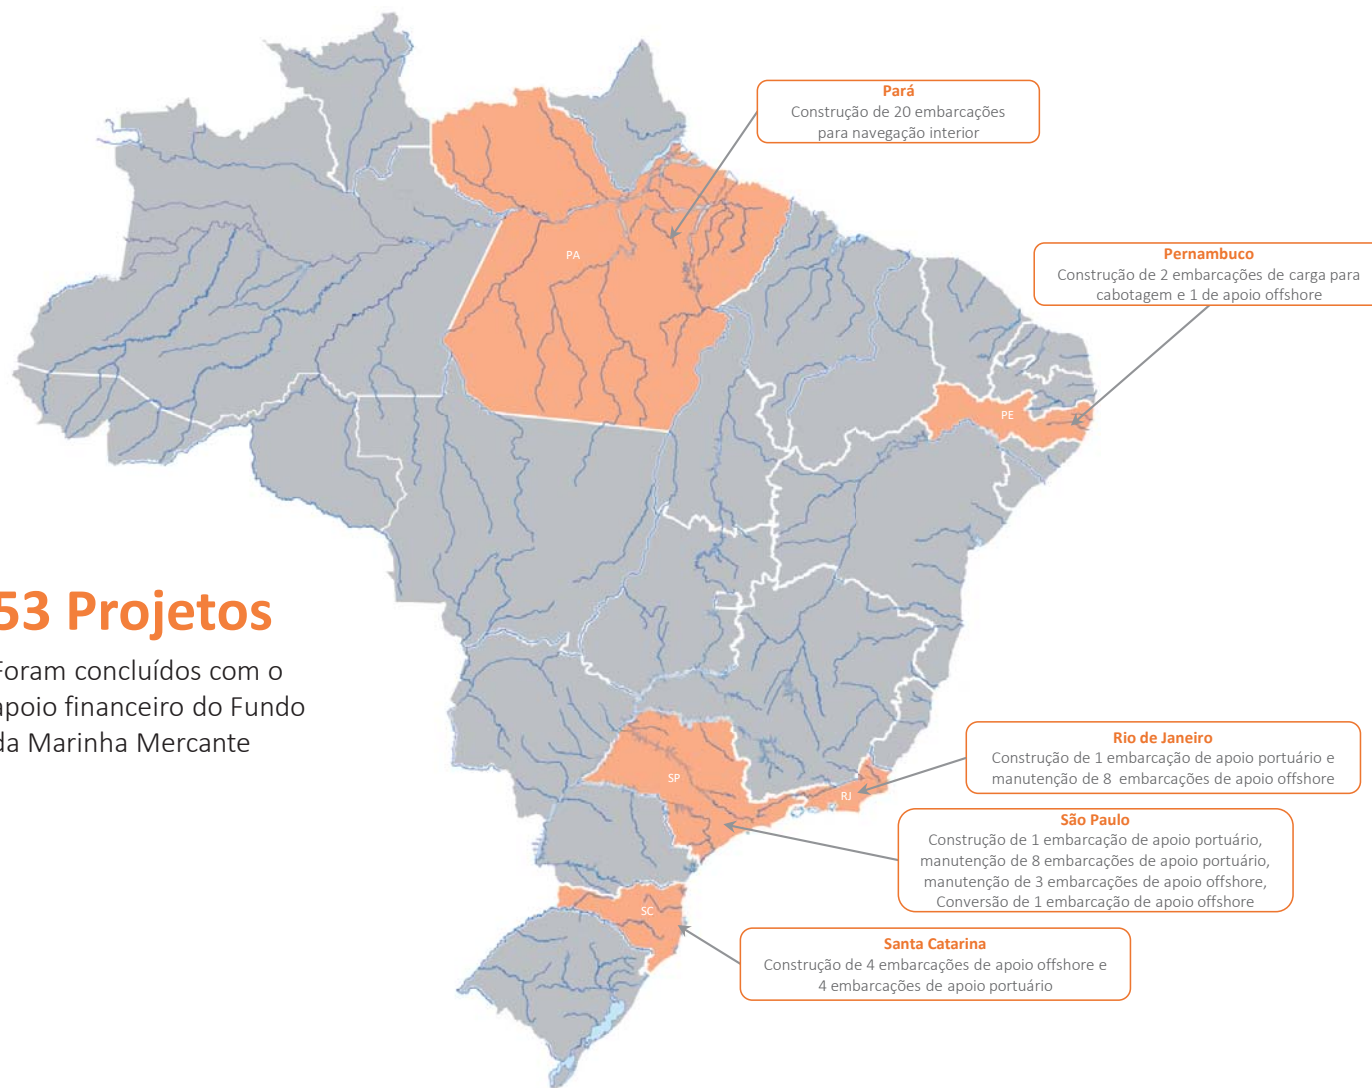 Pará
Construção de 20 embarcações
para navegação interior
Pernambuco
Construção de 2 embarcações de carga para
cabotagem e 1 de apoio offshore
PA
PE
53 Projetos
Foram concluídos com o
apoio financeiro do Fundo
da Marinha Mercante
Rio de Janeiro
Construção de 1 embarcação de apoio portuário e
manutenção de 8 embarcações de apoio offshore
SP
RJ
São Paulo
Construção de 1 embarcação de apoio portuário,
manutenção de 8 embarcações de apoio portuário,
manutenção de 3 embarcações de apoio offshore,
Conversão de 1 embarcação de apoio offshore
SC
Santa Catarina
Construção de 4 embarcações de apoio offshore e
4 embarcações de apoio portuário